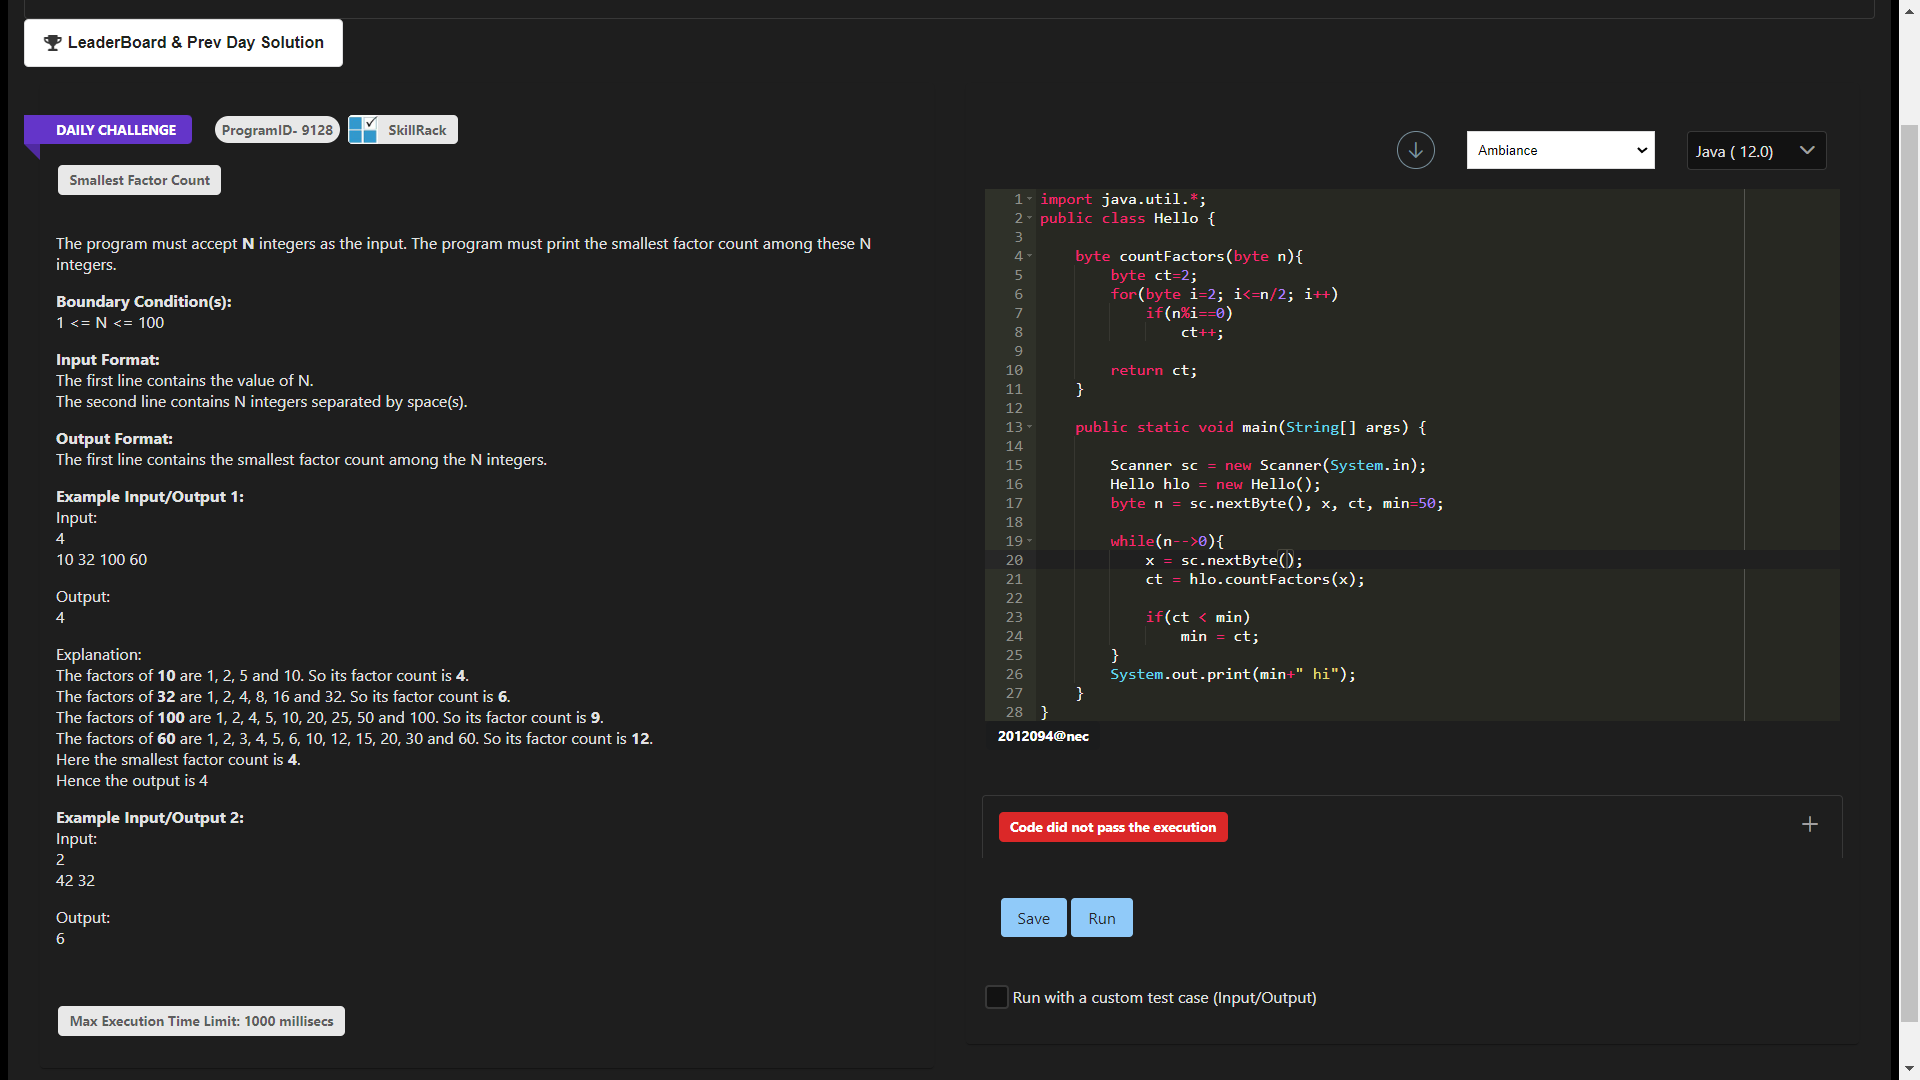 LeaderBoard & Prev Day Solution
DAILY CHALLENGE
ProgramID- 9128
SkillRack
Smallest Factor Count
The program must accept N integers as the input. The program must print the smallest factor count among these N
integers.
Boundary Condition(s):
1 <= N <= 100
Input Format:
The first line contains the value of N.
The second line contains N integers separated by space(s).
Output Format:
The first line contains the smallest factor count among the N integers.
Example Input/Output 1:
Input:
4
10 32 100 60
Output:
4
Explanation:
The factors of 10 are 1, 2, 5 and 10. So its factor count is 4.
The factors of 32 are 1, 2, 4, 8, 16 and 32. So its factor count is 6.
The factors of 100 are 1, 2, 4, 5, 10, 20, 25, 50 and 100. So its factor count is 9.
The factors of 60 are 1, 2, 3, 4, 5, 6, 10, 12, 15, 20, 30 and 60. So its factor count is 12.
Here the smallest factor count is 4.
Hence the output is 4
Example Input/Output 2:
Input:
2
42 32
Output:
6
Max Execution Time Limit: 1000 millisecs
Ambiance
Java ( 12.0)
1 import java.util.*;
2 public class Hello {
3
4 byte countFactors(byte n){
5 byte ct=2;
6 for(byte i=2; i<=n/2; i++)
7 if(n%i==0)
8 ct++;
9
10 return ct;
11 }
12
13 public static void main(String[] args) {
14
15 Scanner sc = new Scanner(System.in);
16 Hello hlo = new Hello();
17 byte n = sc.nextByte(), x, ct, min=50;
18
19 while(n-->0){
20 x = sc.nextByte();
21 ct = hlo.countFactors(x);
22
23 if(ct < min)
24 min = ct;
25 }
26 System.out.print(min+" hi");
27 }
28 }
2012094@nec
Code did not pass the execution
Save
Run
Run with a custom test case (Input/Output)